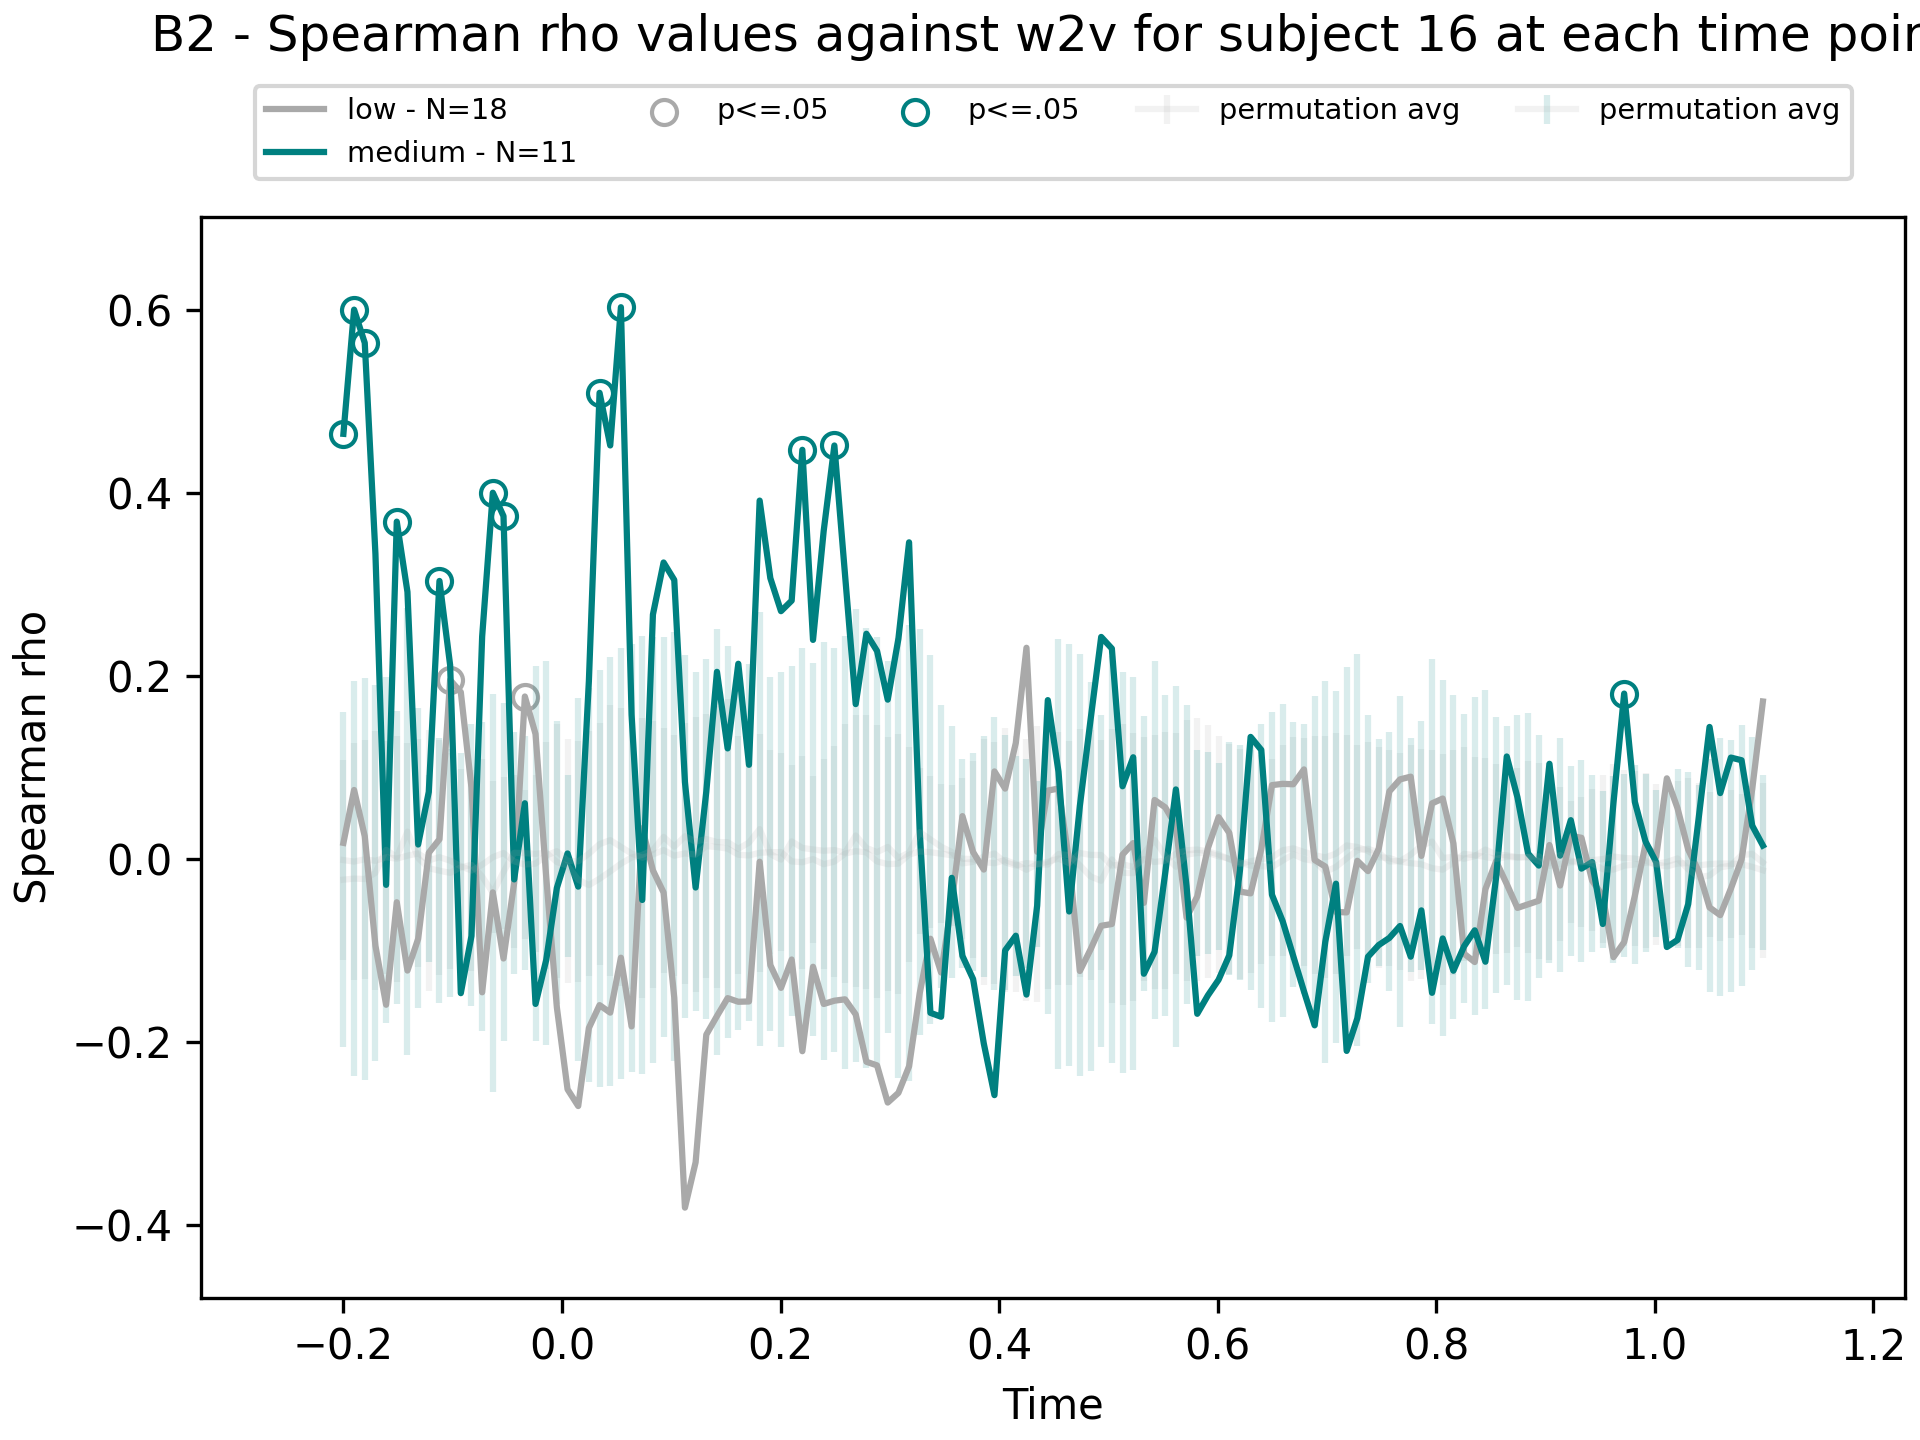 B2 - Spearman rho values against w2v for subject 16 at each time poin
low - N=18
medium - N=11
p<=.05
p<=.05
permutation avg
permutation avg
Spearman rho
0.6
0.4
0.2
0.0
−0.2
−0.4
−0.2 0.0 0.2 0.4 0.6 0.8 1.0 1.2
Time